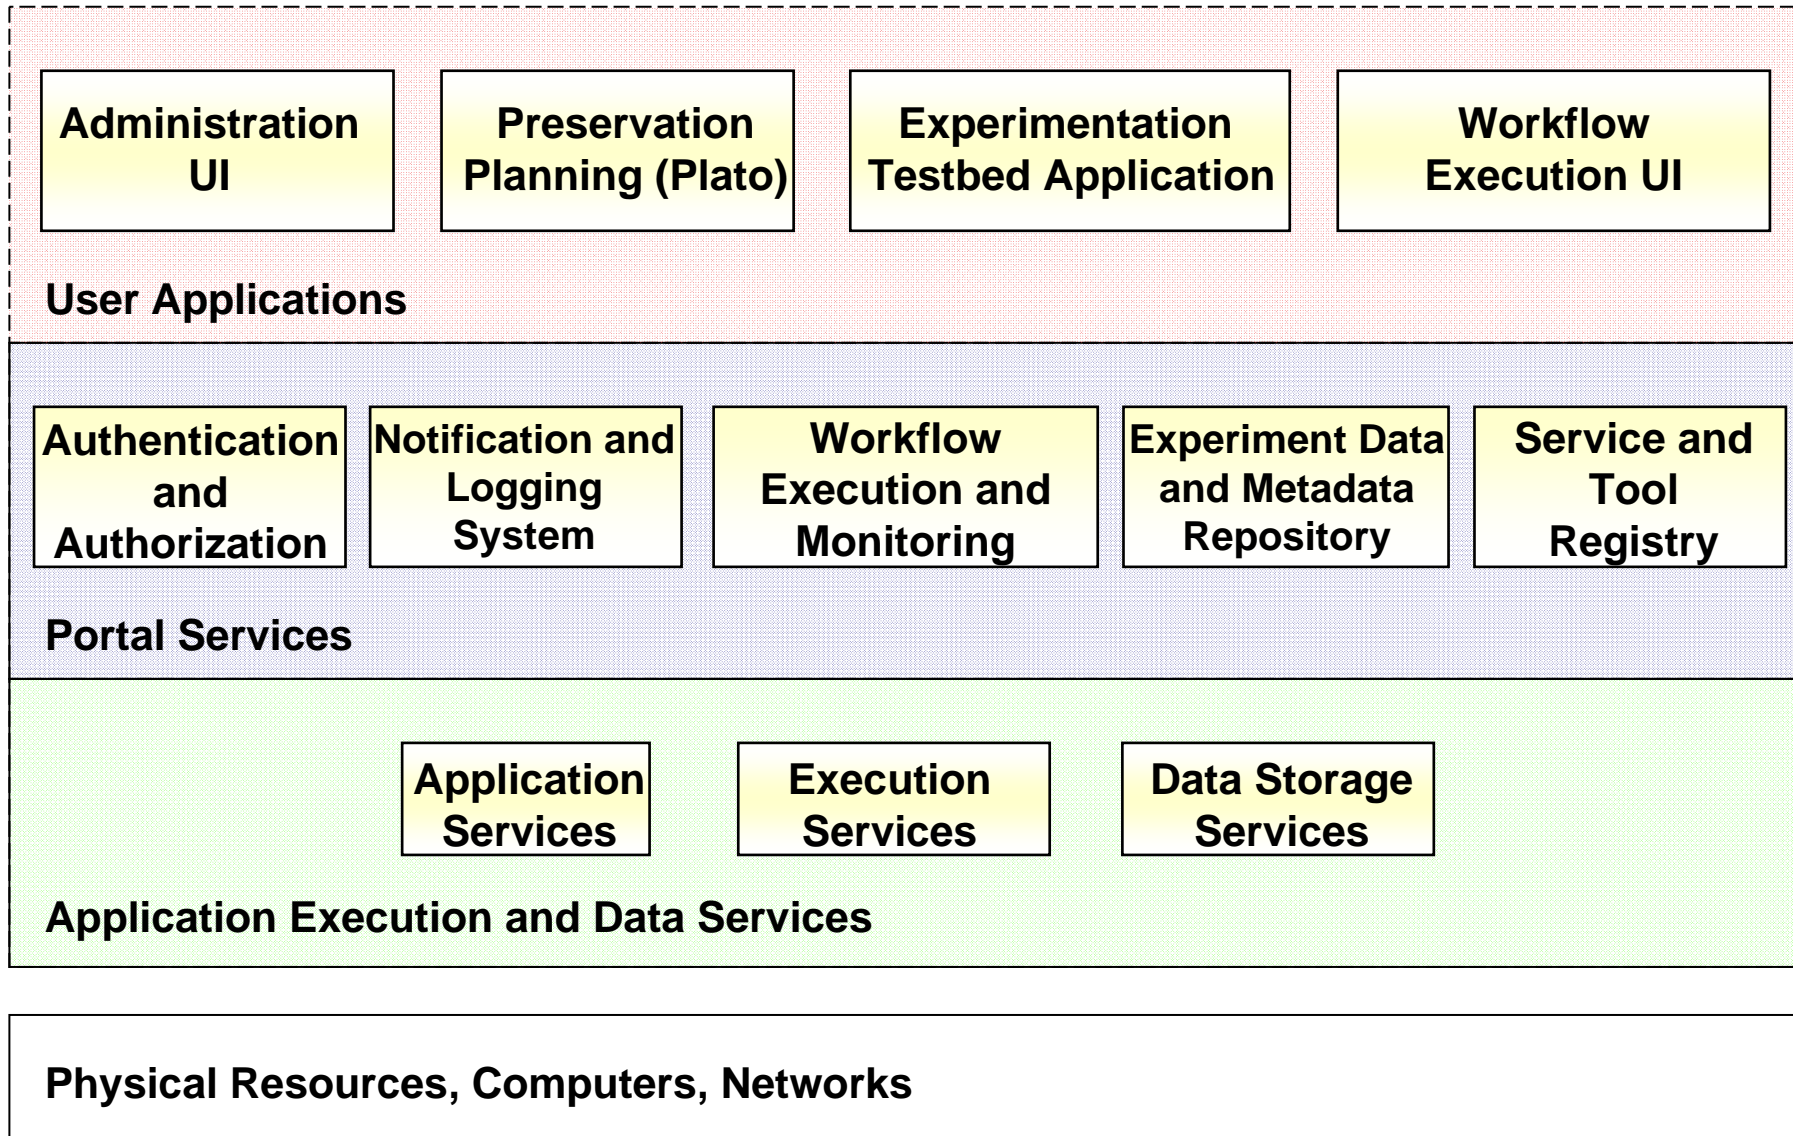 Administration
UI
Preservation
Planning (Plato)
Experimentation
Testbed Application
Workflow
Execution UI
User Applications
Authentication
and
Authorization
Notification and
Logging
System
Workflow
Execution and
Monitoring
Experiment Data
and Metadata
Repository
Service and
Tool
Registry
Portal Services
Application
Services
Execution
Services
Data Storage
Services
Application Execution and Data Services
Physical Resources, Computers, Networks